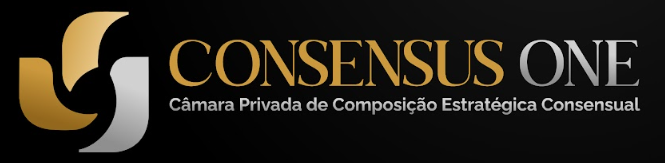 CONSENSUS ONE
Câmara Privada de Composição Estratégica Consensual